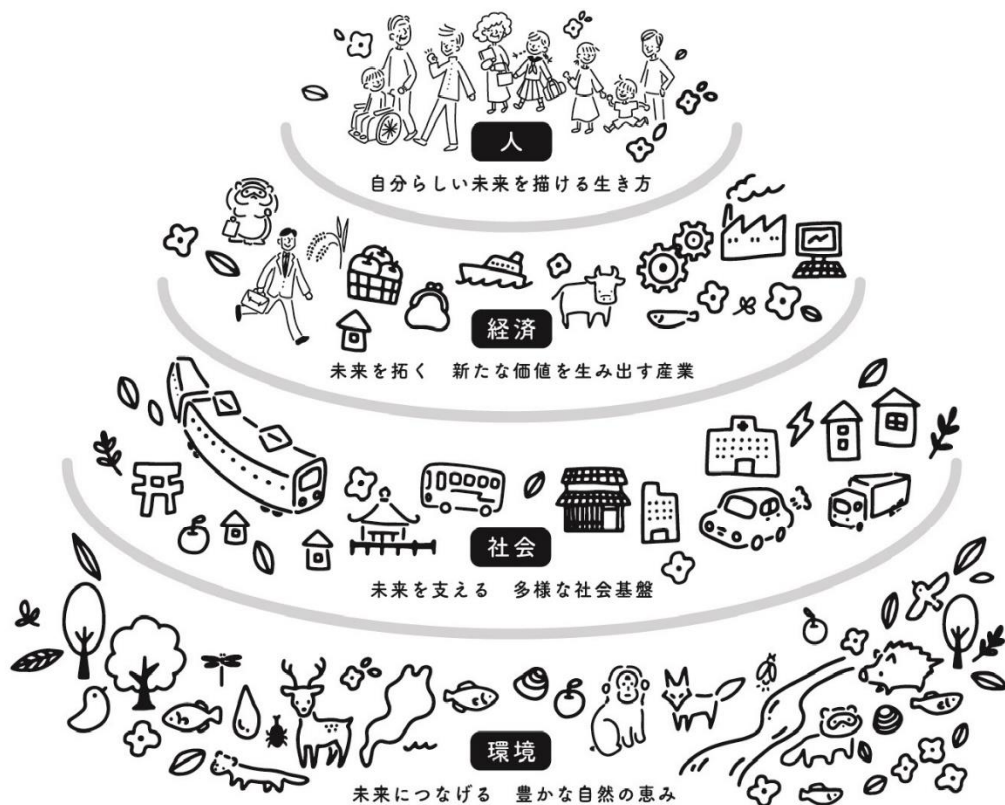 人
自分らしい未来を描ける生き方
経済
未来を拓く　新たな価値を生み出す産業
社会
未来を支える　多様な社会基盤
環境
未来につなげる　豊かな自然の恵み